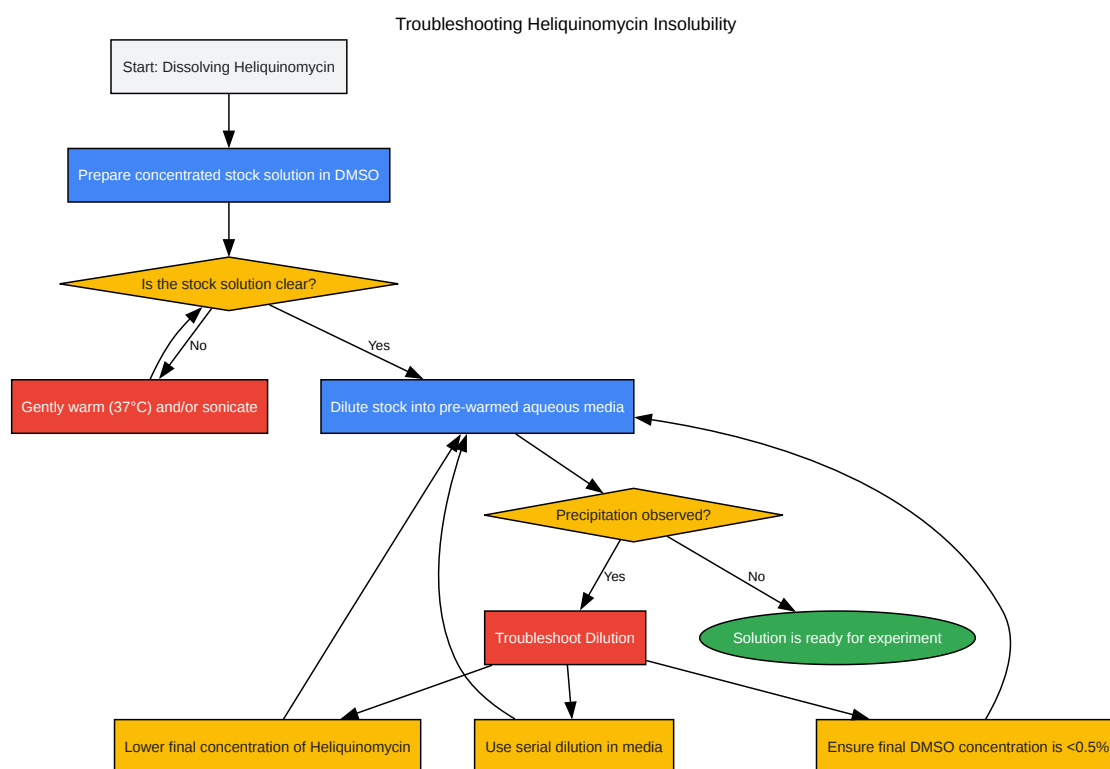 Troubleshooting Heliquinomycin Insolubility
Start: Dissolving Heliquinomycin
Prepare concentrated stock solution in DMSO
Is the stock solution clear?
No
Yes
Gently warm (37°C) and/or sonicate
Dilute stock into pre-warmed aqueous media
Precipitation observed?
Yes
No
Troubleshoot Dilution
Solution is ready for experiment
Lower final concentration of Heliquinomycin
Use serial dilution in media
Ensure final DMSO concentration is <0.5%